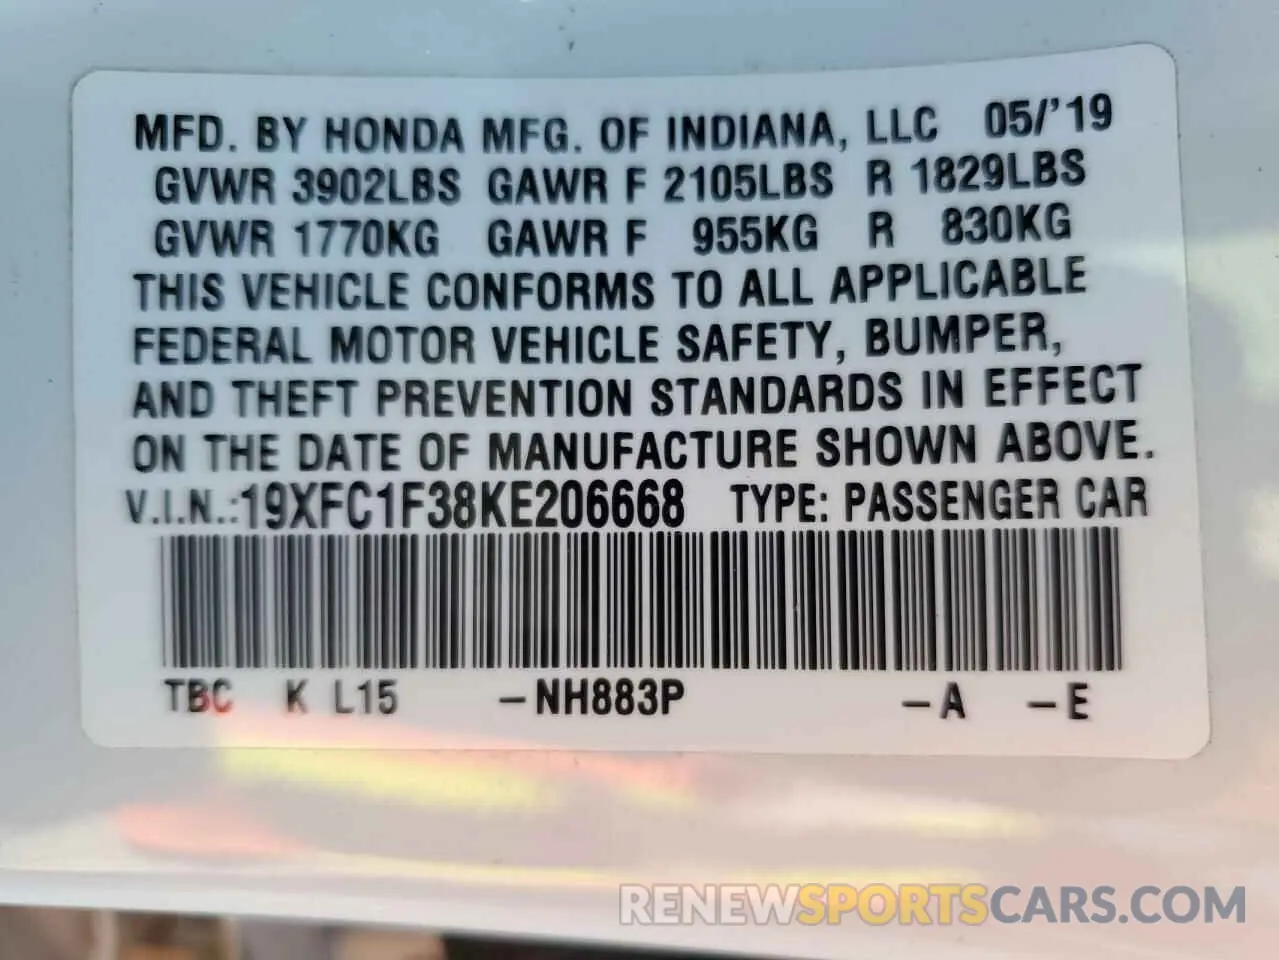 MFD. BY HONDA MFG. OF INDIANA, LLC 05/'19
GVWR 3902LBS GAWR F 2105LBS R 1829LBS
GVWR 1770KG GAWR F 955KG R 830KG
THIS VEHICLE CONFORMS TO ALL APPLICABLE
FEDERAL MOTOR VEHICLE SAFETY, BUMPER,
AND THEFT PREVENTION STANDARDS IN EFFECT
ON THE DATE OF MANUFACTURE SHOWN ABOVE.
V.I.N.:19XFC1F38KE206668 TYPE: PASSENGER CAR
TBC K L15 -NH883P -A -E
RENEWSPORTSCARS.COM